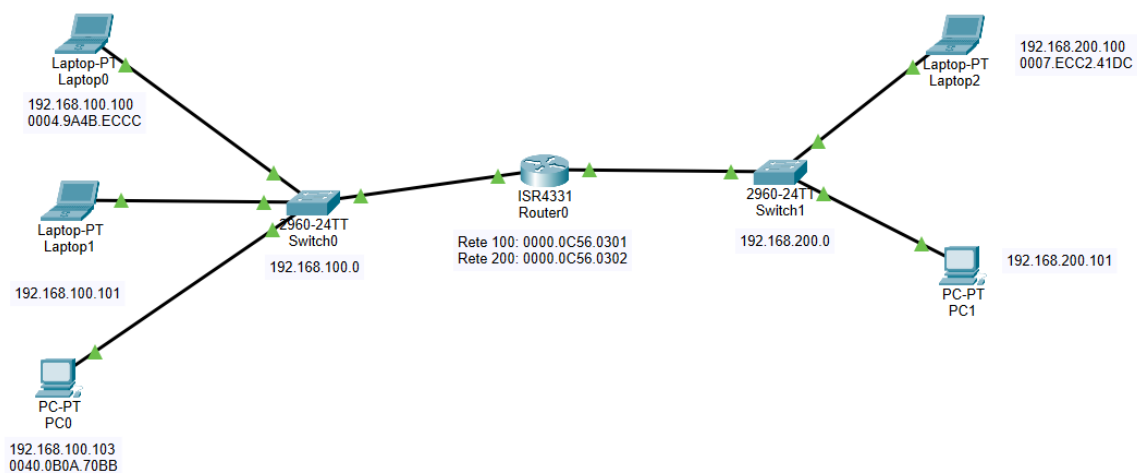 Laptop-PT
Laptop0
192.168.100.100
0004.9A4B.ECCC
Laptop-PT
Laptop1
192.168.100.101
PC-PT
PC0
192.168.100.103
0040.0B0A.70BB
2960-24TT
Switch0
192.168.100.0
ISR4331
Router0
Rete 100: 0000.0C56.0301
Rete 200: 0000.0C56.0302
2960-24TT
Switch1
192.168.200.0
Laptop-PT
Laptop2
192.168.200.100
0007.ECC2.41DC
PC-PT
PC1
192.168.200.101